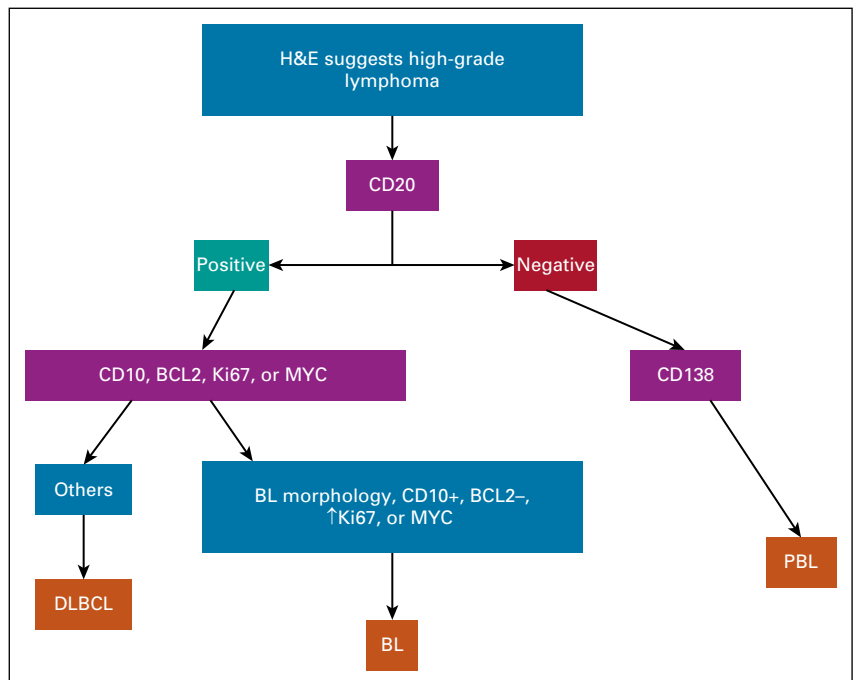 H&E suggests high-grade
lymphoma
CD20
Positive
Negative
CD10, BCL2, Ki67, or MYC
CD138
Others
BL morphology, CD10+, BCL2–,
↑Ki67, or MYC
PBL
DLBCL
BL